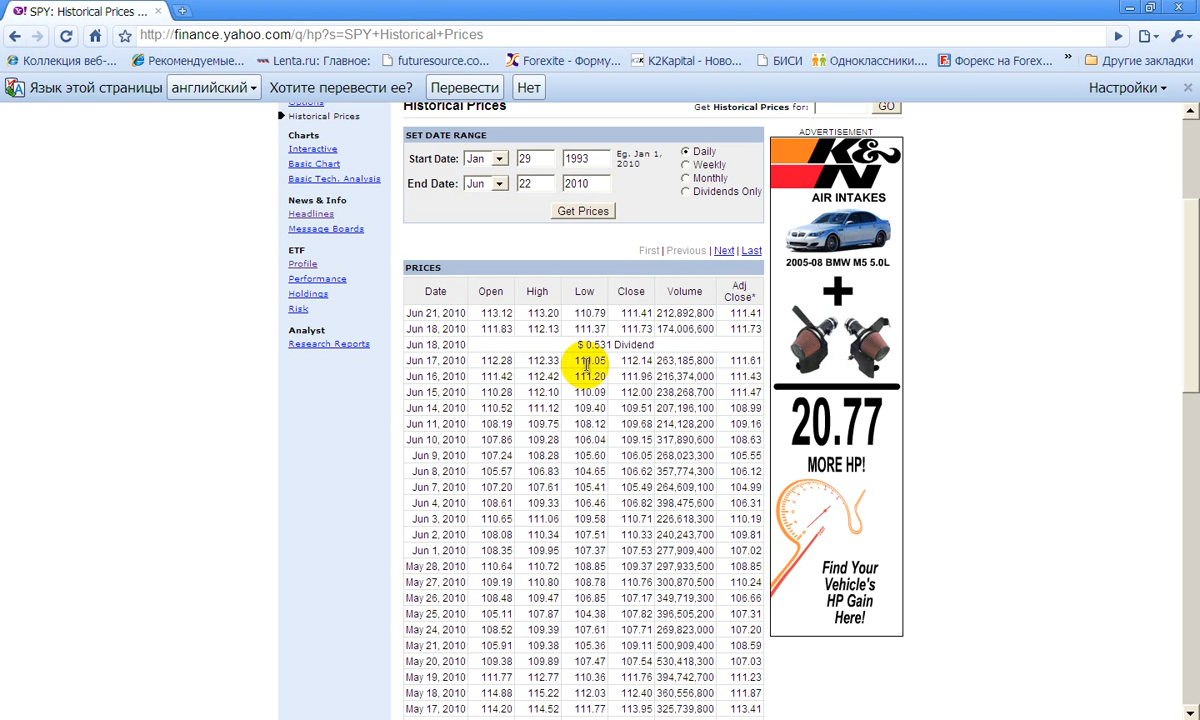 SPY: Historical Prices ...
http://finance.yahoo.com/q/hp?s=SPY+Historical+Prices
Коллекция веб-... Рекомендуемые... Lenta.ru: Главное: futuresource.co... Forexite - Форму... K2Kapital - Ново... БИСИ Одноклассники.... Форекс на Forex... » Другие закладки
Язык этой страницы английский Хотите перевести ее? Перевести Нет Настройки
Options
Historical Prices
Charts
Interactive
Basic Chart
Basic Tech. Analysis
News & Info
Headlines
Message Boards
ETF
Profile
Performance
Holdings
Risk
Analyst
Research Reports
Historical Prices
Get Historical Prices for: GO
SET DATE RANGE
Start Date: Jan 29 1993 Eg. Jan 1, 2010
End Date: Jun 22 2010
Daily
Weekly
Monthly
Dividends Only
Get Prices
First | Previous | Next | Last
PRICES
Date Open High Low Close Volume Adj Close*
Jun 21, 2010 113.12 113.20 110.79 111.41 212,892,800 111.41
Jun 18, 2010 111.83 112.13 111.37 111.73 174,006,600 111.73
Jun 18, 2010 $ 0.531 Dividend
Jun 17, 2010 112.28 112.33 111.05 112.14 263,185,800 111.61
Jun 16, 2010 111.42 112.42 111.20 111.96 216,374,000 111.43
Jun 15, 2010 110.28 112.10 110.09 112.00 238,268,700 111.47
Jun 14, 2010 110.52 111.12 109.40 109.51 207,196,100 108.99
Jun 11, 2010 108.19 109.75 108.12 109.68 214,128,200 109.16
Jun 10, 2010 107.86 109.28 106.04 109.15 317,890,600 108.63
Jun 9, 2010 107.24 108.28 105.60 106.05 268,023,300 105.55
Jun 8, 2010 105.57 106.83 104.65 106.62 357,774,300 106.12
Jun 7, 2010 107.20 107.61 105.41 105.49 264,609,100 104.99
Jun 4, 2010 108.61 109.33 106.46 106.82 398,475,600 106.31
Jun 3, 2010 110.65 111.06 109.58 110.71 226,618,300 110.19
Jun 2, 2010 108.08 110.34 107.51 110.33 240,243,700 109.81
Jun 1, 2010 108.35 109.95 107.37 107.53 277,909,400 107.02
May 28, 2010 110.64 110.72 108.85 109.37 297,933,500 108.85
May 27, 2010 109.19 110.80 108.78 110.76 300,870,500 110.24
May 26, 2010 108.48 109.47 106.85 107.17 349,719,300 106.66
May 25, 2010 105.11 107.87 104.38 107.82 396,505,200 107.31
May 24, 2010 108.52 109.39 107.61 107.71 269,823,000 107.20
May 21, 2010 105.91 109.38 105.36 109.11 500,909,400 108.59
May 20, 2010 109.38 109.89 107.47 107.54 530,418,300 107.03
May 19, 2010 111.77 112.77 110.36 111.76 394,742,700 111.23
May 18, 2010 114.88 115.22 112.03 112.40 360,556,800 111.87
May 17, 2010 114.20 114.52 111.77 113.95 325,739,800 113.41
ADVERTISEMENT
K&N
AIR INTAKES
2005-08 BMW M5 5.0L
+
20.77
MORE HP!
Find Your
Vehicle's
HP Gain
Here!